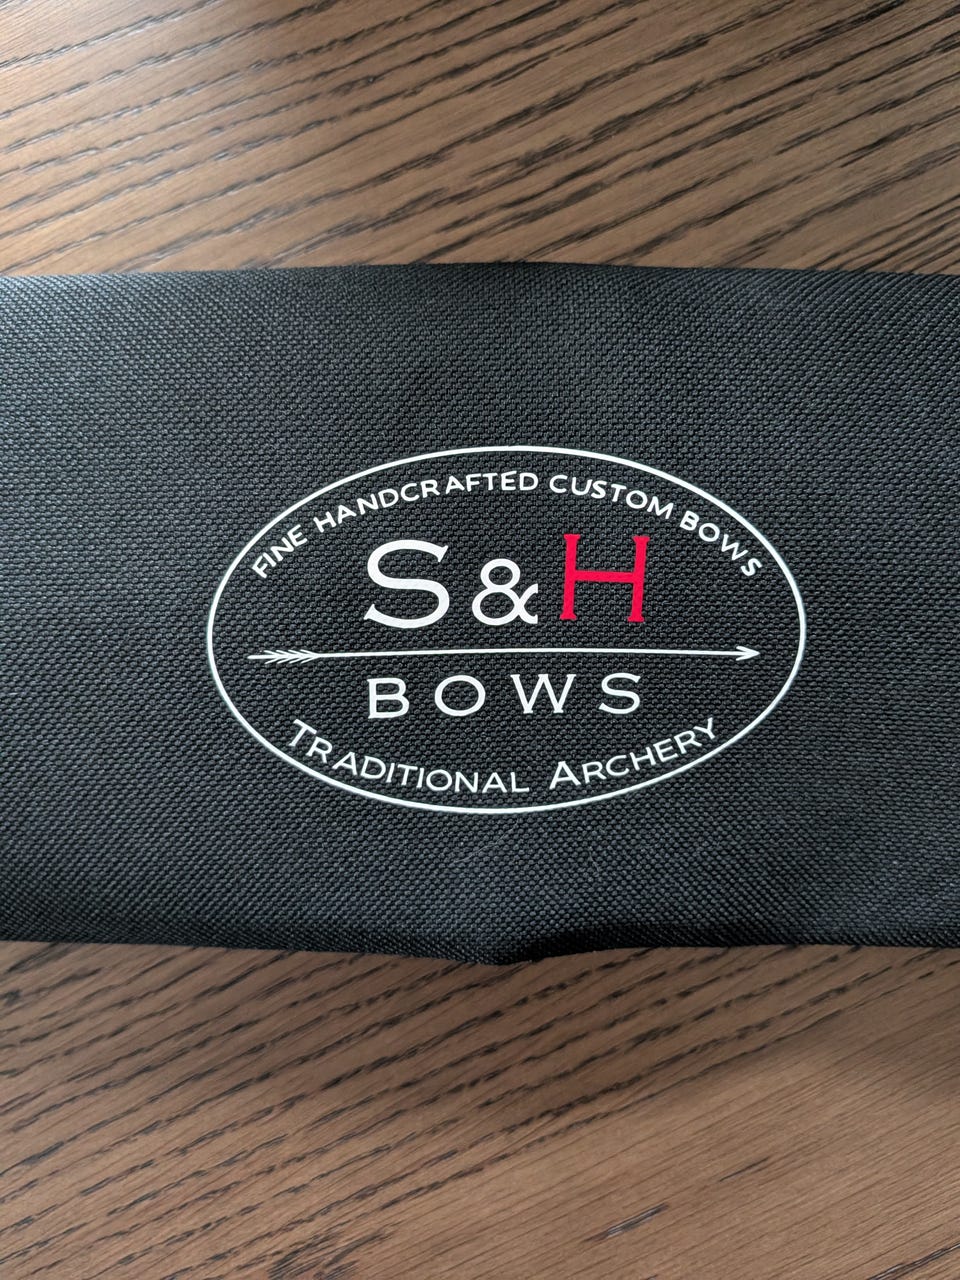 FINE HANDCRAFTED CUSTOM BOWS
S&H
BOWS
TRADITIONAL ARCHERY